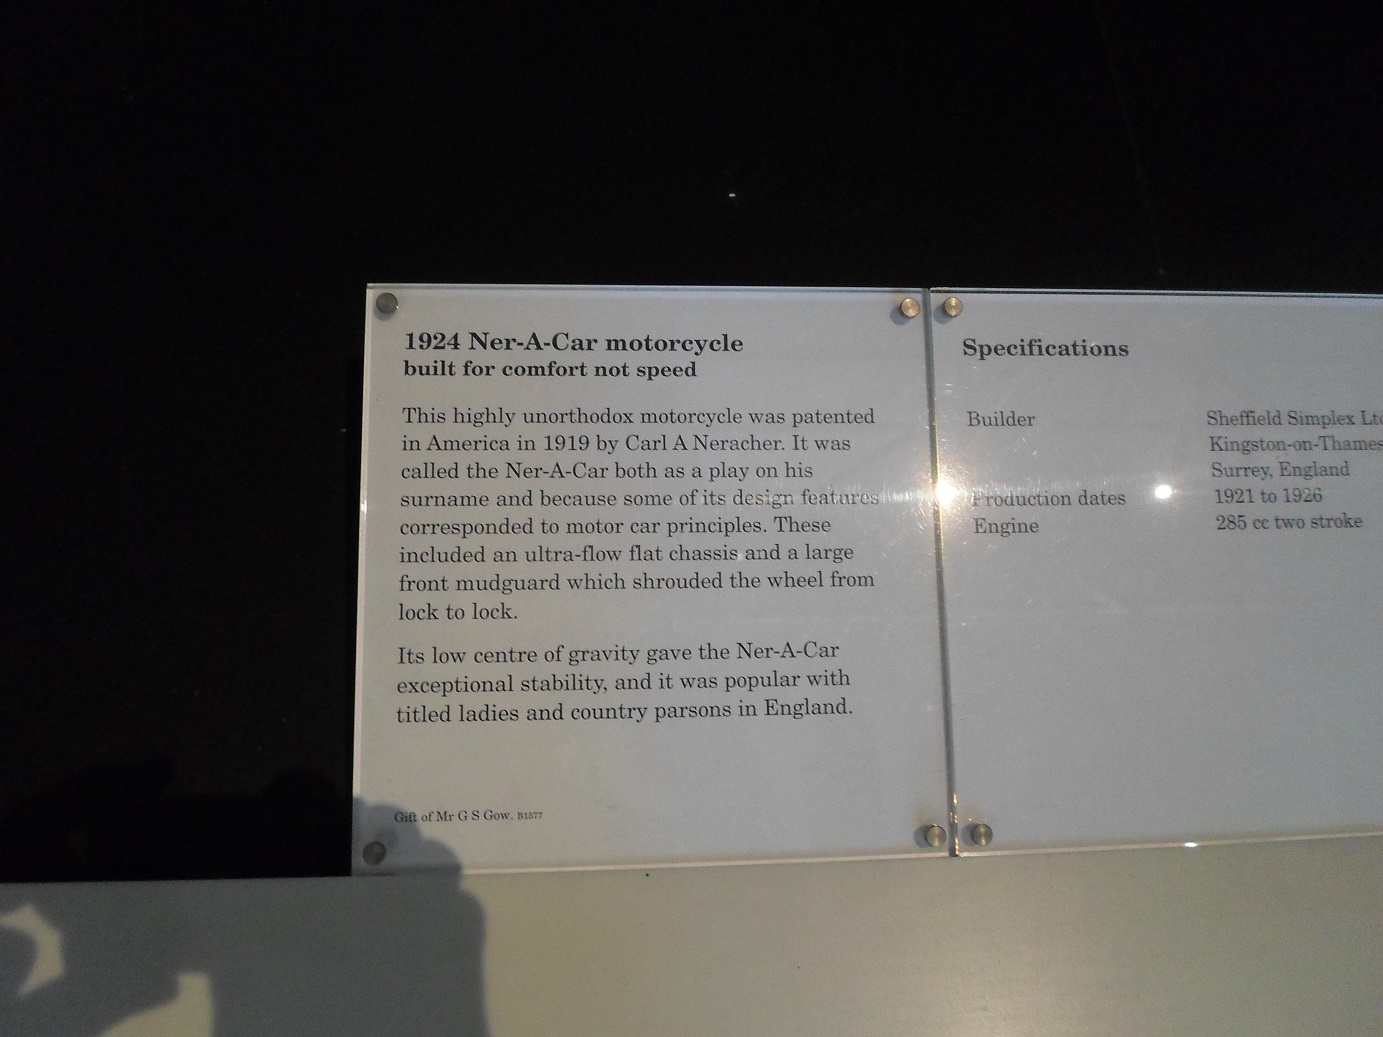 1924 Ner-A-Car motorcycle
built for comfort not speed
This highly unorthodox motorcycle was patented
in America in 1919 by Carl A Neracher. It was
called the Ner-A-Car both as a play on his
surname and because some of its design features
corresponded to motor car principles. These
included an ultra-flow flat chassis and a large
front mudguard which shrouded the wheel from
lock to lock.
Its low centre of gravity gave the Ner-A-Car
exceptional stability, and it was popular with
titled ladies and country parsons in England.
Gift of Mr G S Gow. B1577
Specifications
Builder Sheffield Simplex Ltd
Kingston-on-Thames
Surrey, England
Production dates 1921 to 1926
Engine 285 cc two stroke